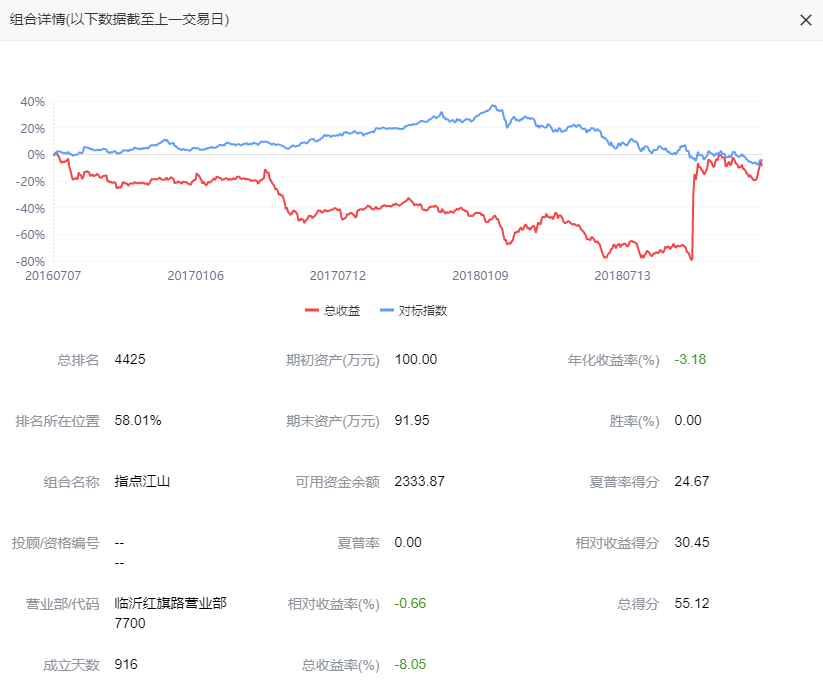 组合详情(以下数据截至上一交易日)
40%
20%
0%
-20%
-40%
-60%
-80%
20160707 20170106 20170712 20180109 20180713
总收益 对标指数
总排名 4425 期初资产(万元) 100.00 年化收益率(%) -3.18
排名所在位置 58.01% 期末资产(万元) 91.95 胜率(%) 0.00
组合名称 指点江山 可用资金余额 2333.87 夏普率得分 24.67
投顾/资格编号 -- 夏普率 0.00 相对收益得分 30.45
--
营业部/代码 临沂红旗路营业部 相对收益率(%) -0.66 总得分 55.12
7700
成立天数 916 总收益率(%) -8.05